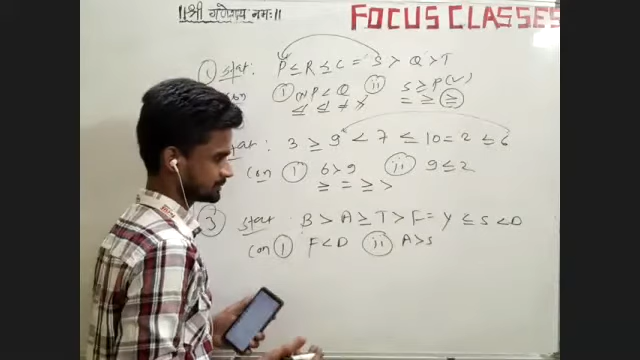 ॥श्री गणेशाय नमः॥
FOCUS CLASSES
① stat: P ≤ R ≤ C = S > Q > T
con ① P < Q ⅱ S ≥ P (✓)
≤ ≤ ≠ ✗ = ≥ ≥
stat: 3 ≥ 9 < 7 ≤ 10 = 2 ≤ 6
con ① 6 > 9 ⅱ 9 ≤ 2
≥ = ≥ >
③ stat B > A ≥ T > F = Y ≤ S < D
con ① F < D ⅱ A > S